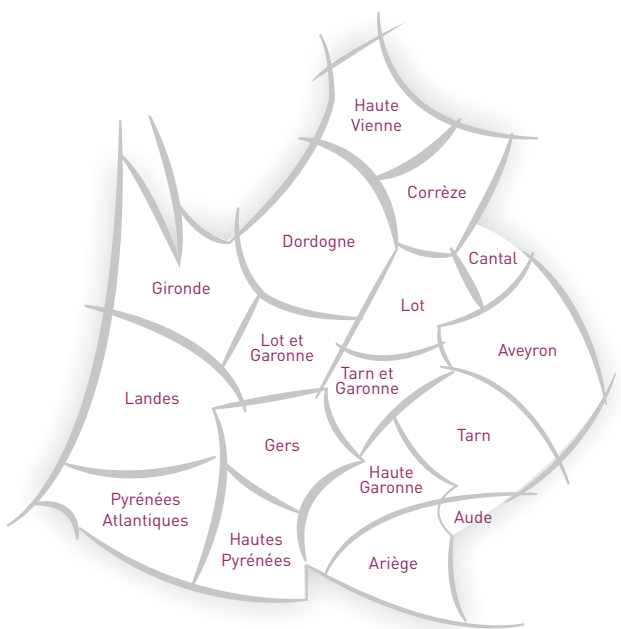 Haute
Vienne
Corrèze
Dordogne
Cantal
Gironde
Lot
Lot et
Garonne
Aveyron
Tarn et
Garonne
Landes
Tarn
Gers
Haute
Garonne
Pyrénées
Atlantiques
Aude
Hautes
Pyrénées
Ariège